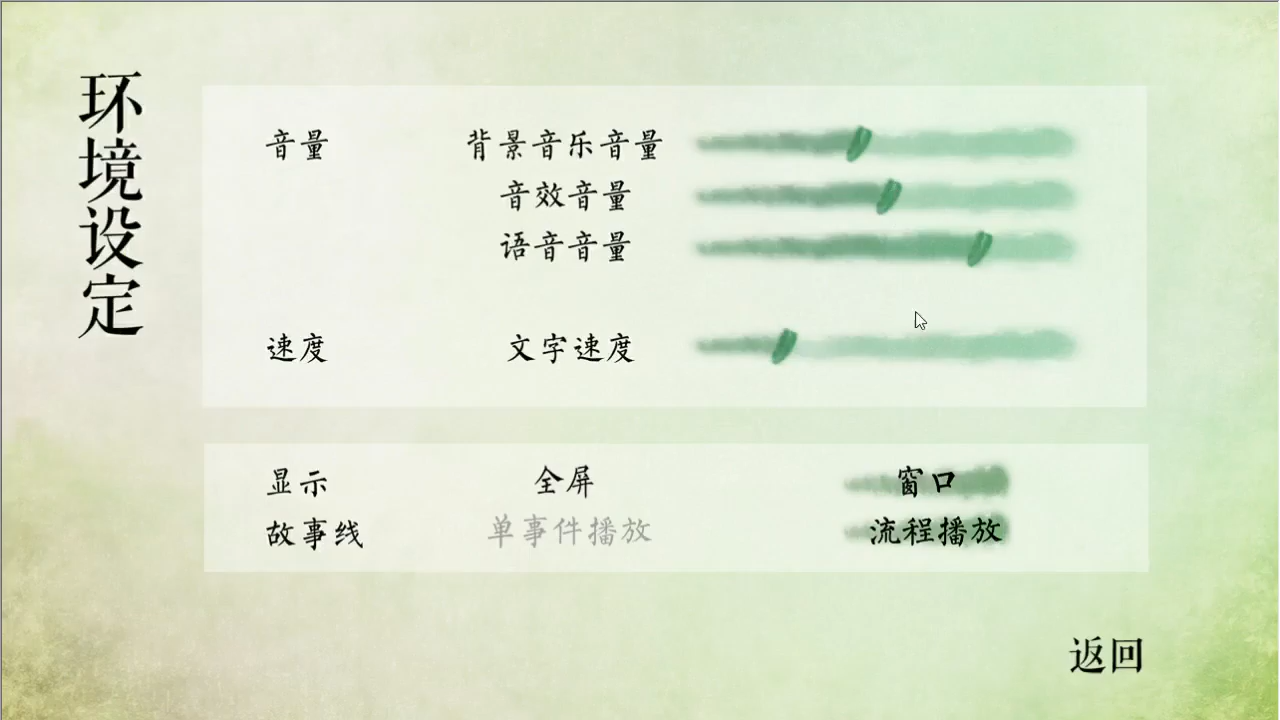 环境设定
音量 背景音乐音量
音效音量
语音音量
速度 文字速度
显示 全屏 窗口
故事线 单事件播放 流程播放
返回